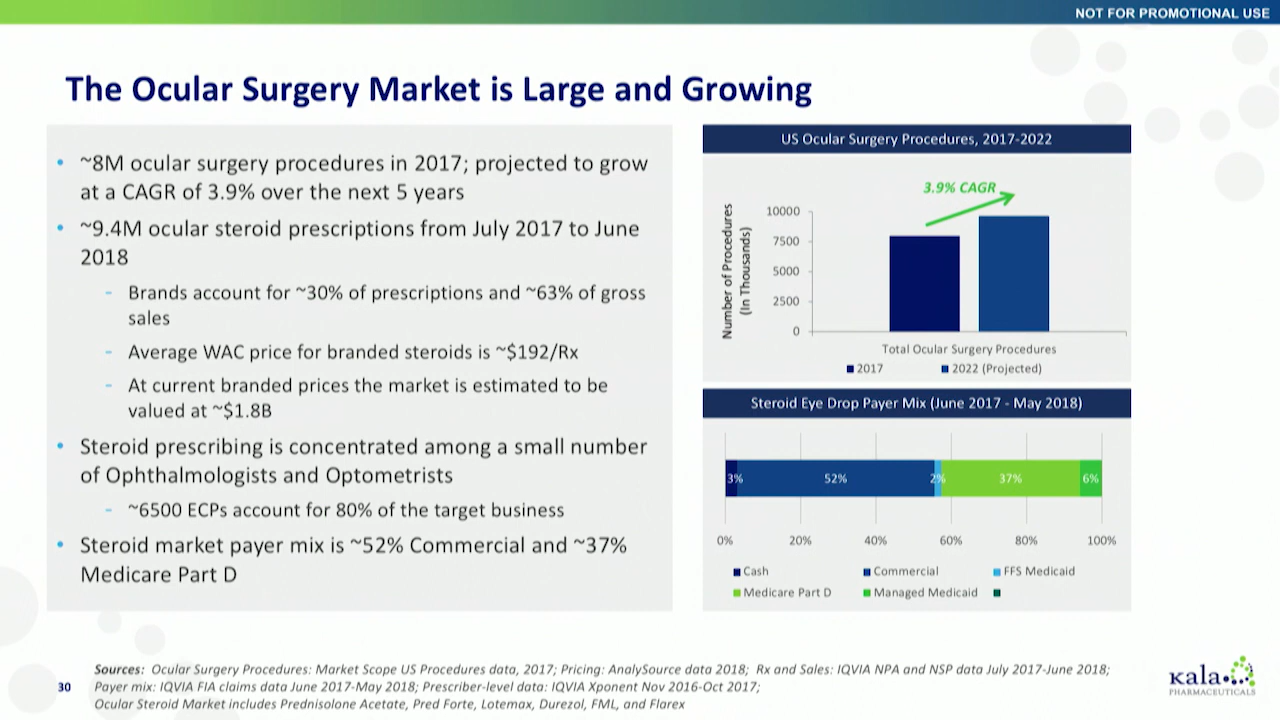 NOT FOR PROMOTIONAL USE
The Ocular Surgery Market is Large and Growing
• ~8M ocular surgery procedures in 2017; projected to grow
at a CAGR of 3.9% over the next 5 years
• ~9.4M ocular steroid prescriptions from July 2017 to June
2018
- Brands account for ~30% of prescriptions and ~63% of gross
sales
- Average WAC price for branded steroids is ~$192/Rx
- At current branded prices the market is estimated to be
valued at ~$1.8B
• Steroid prescribing is concentrated among a small number
of Ophthalmologists and Optometrists
- ~6500 ECPs account for 80% of the target business
• Steroid market payer mix is ~52% Commercial and ~37%
Medicare Part D
US Ocular Surgery Procedures, 2017-2022
3.9% CAGR
Number of Procedures
(In Thousands)
10000
7500
5000
2500
0
Total Ocular Surgery Procedures
2017 2022 (Projected)
Steroid Eye Drop Payer Mix (June 2017 - May 2018)
3% 52% 2% 37% 6%
0% 20% 40% 60% 80% 100%
Cash Commercial FFS Medicaid
Medicare Part D Managed Medicaid
Sources: Ocular Surgery Procedures: Market Scope US Procedures data, 2017; Pricing: AnalySource data 2018; Rx and Sales: IQVIA NPA and NSP data July 2017-June 2018;
30 Payer mix: IQVIA FIA claims data June 2017-May 2018; Prescriber-level data: IQVIA Xponent Nov 2016-Oct 2017;
Ocular Steroid Market includes Prednisolone Acetate, Pred Forte, Lotemax, Durezol, FML, and Flarex
kala
PHARMACEUTICALS